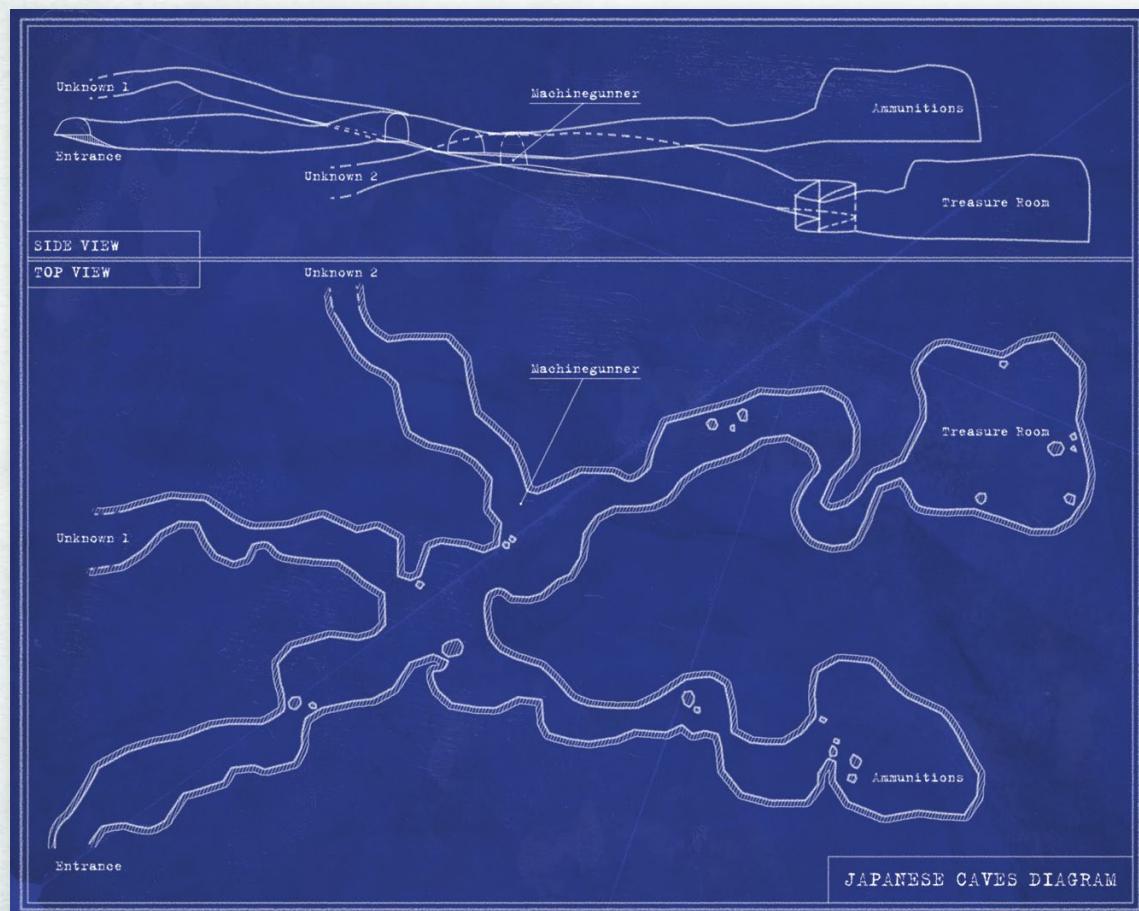 Unknown 1
Machinegunner
Ammunitions
Entrance
Unknown 2
Treasure Room
SIDE VIEW
TOP VIEW
Unknown 2
Machinegunner
Treasure Room
Unknown 1
Ammunitions
Entrance
JAPANESE CAVES DIAGRAM